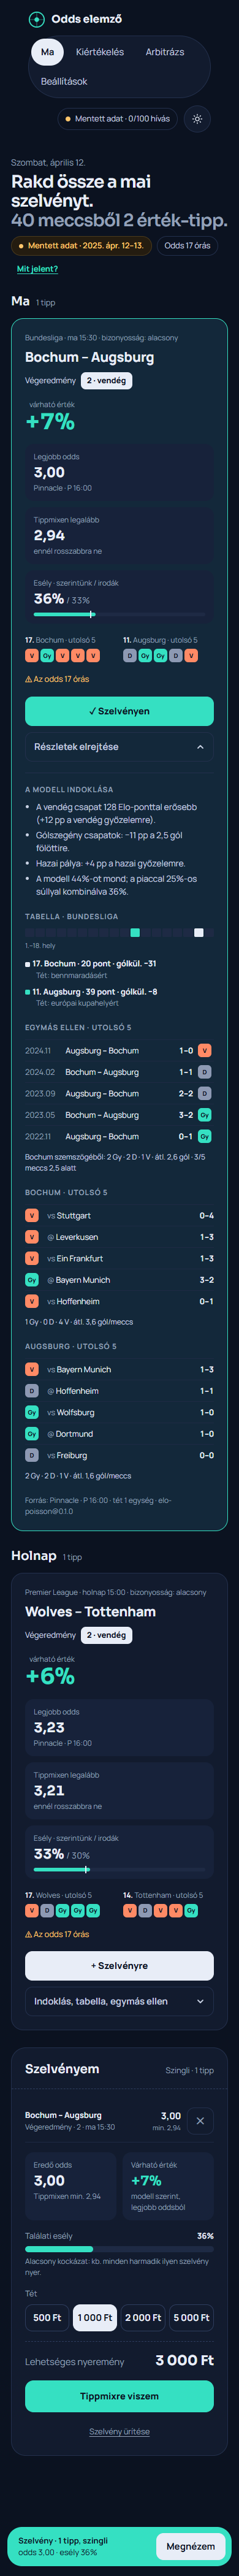 Odds elemző
Ma
Kiértékelés
Arbitrázs
Beállítások
Mentett adat · 0/100 hívás
Szombat, április 12.
Rakd össze a mai
szelvényt.
40 meccsből 2 érték-tipp.
Mentett adat · 2025. ápr. 12–13.
Odds 17 órás
Mit jelent?
Ma 1 tipp
Bundesliga · ma 15:30 · bizonyosság: alacsony
Bochum – Augsburg
Végeredmény 2 · vendég
várható érték
+7%
Legjobb odds
3,00
Pinnacle · P 16:00
Tippmixen legalább
2,94
ennél rosszabbra ne
Esély · szerintünk / irodák
36% / 33%
17. Bochum · utolsó 5
11. Augsburg · utolsó 5
V Gy V V V
D Gy Gy D V
⚠ Az odds 17 órás
✓ Szelvényen
Részletek elrejtése
A MODELL INDOKLÁSA
• A vendég csapat 128 Elo-ponttal erősebb
(+12 pp a vendég győzelemre).
• Gólszegény csapatok: −11 pp a 2,5 gól
fölöttire.
• Hazai pálya: +4 pp a hazai győzelemre.
• A modell 44%-ot mond; a piaccal 25%-os
súllyal kombinálva 36%.
TABELLA · BUNDESLIGA
1.–18. hely
17. Bochum · 20 pont · gólkül. −31
Tét: bennmaradásért
11. Augsburg · 39 pont · gólkül. −8
Tét: európai kupahelyért
EGYMÁS ELLEN · UTOLSÓ 5
2024.11 Augsburg – Bochum 1–0 V
2024.02 Bochum – Augsburg 1–1 D
2023.09 Augsburg – Bochum 2–2 D
2023.05 Bochum – Augsburg 3–2 Gy
2022.11 Augsburg – Bochum 0–1 Gy
Bochum szemszögéből: 2 Gy · 2 D · 1 V · átl. 2,6 gól · 3/5
meccs 2,5 alatt
BOCHUM · UTOLSÓ 5
V vs Stuttgart 0–4
V @ Leverkusen 1–3
V vs Ein Frankfurt 1–3
Gy @ Bayern Munich 3–2
V vs Hoffenheim 0–1
1 Gy · 0 D · 4 V · átl. 3,6 gól/meccs
AUGSBURG · UTOLSÓ 5
V vs Bayern Munich 1–3
D @ Hoffenheim 1–1
Gy vs Wolfsburg 1–0
Gy @ Dortmund 1–0
D vs Freiburg 0–0
2 Gy · 2 D · 1 V · átl. 1,6 gól/meccs
Forrás: Pinnacle · P 16:00 · tét 1 egység · elo-
poisson@0.1.0
Holnap 1 tipp
Premier League · holnap 15:00 · bizonyosság: alacsony
Wolves – Tottenham
Végeredmény 2 · vendég
várható érték
+6%
Legjobb odds
3,23
Pinnacle · P 16:00
Tippmixen legalább
3,21
ennél rosszabbra ne
Esély · szerintünk / irodák
33% / 30%
17. Wolves · utolsó 5
14. Tottenham · utolsó 5
V D Gy Gy Gy
V D V V Gy
⚠ Az odds 17 órás
+ Szelvényre
Indoklás, tabella, egymás ellen
Szelvényem
Szingli · 1 tipp
Bochum – Augsburg
Végeredmény · 2 · ma 15:30
3,00
min. 2,94
Eredő odds
3,00
Tippmixen min. 2,94
Várható érték
+7%
modell szerint,
legjobb oddsból
Találati esély 36%
Alacsony kockázat: kb. minden harmadik ilyen szelvény
nyer.
Tét
500 Ft
1 000 Ft
2 000 Ft
5 000 Ft
Lehetséges nyeremény 3 000 Ft
Tippmixre viszem
Szelvény ürítése
Szelvény · 1 tipp, szingli
odds 3,00 · esély 36%
Megnézem